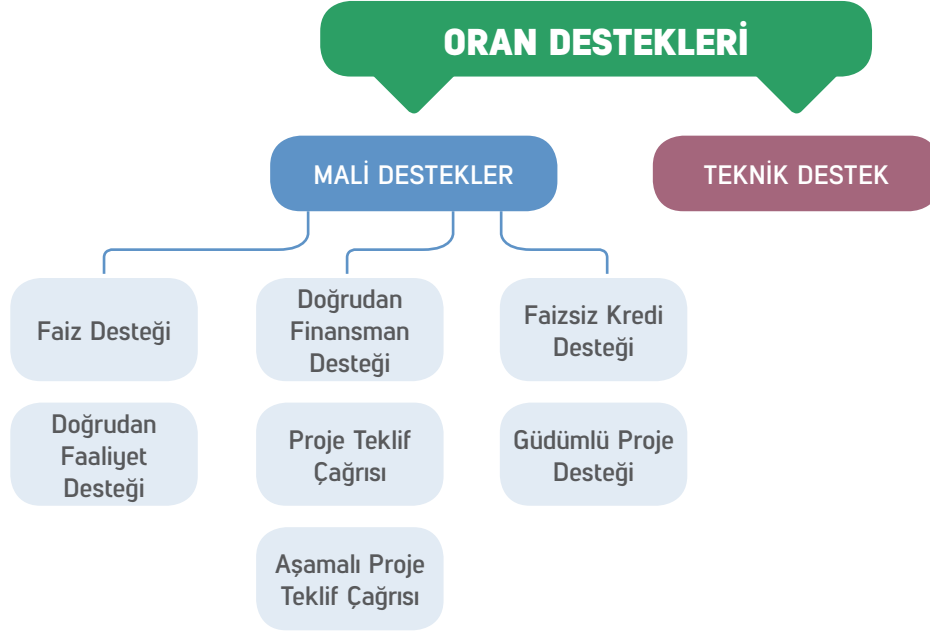 ORAN DESTEKLERİ
MALİ DESTEKLER
TEKNİK DESTEK
Faiz Desteği
Doğrudan
Finansman
Desteği
Faizsiz Kredi
Desteği
Doğrudan
Faaliyet
Desteği
Proje Teklif
Çağrısı
Güdümlü Proje
Desteği
Aşamalı Proje
Teklif Çağrısı